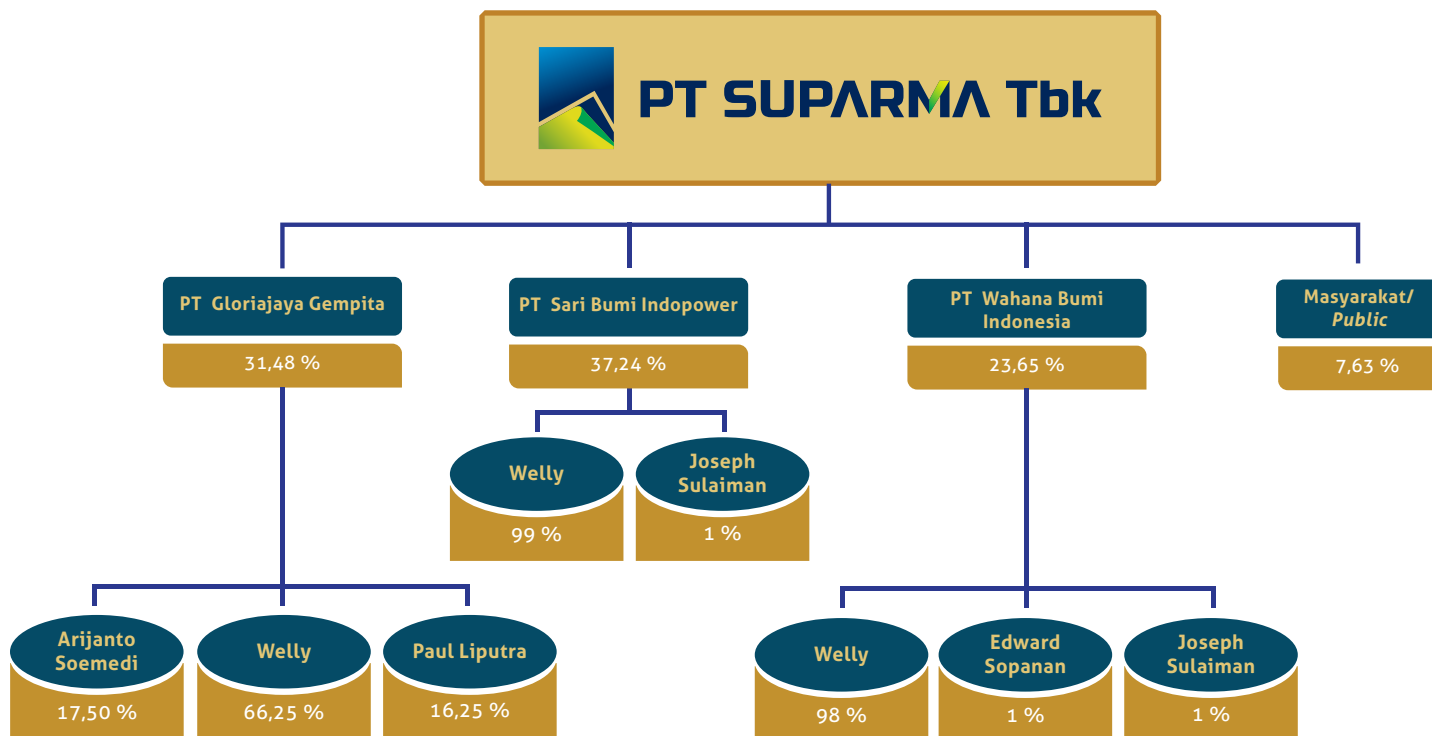 PT SUPARMA Tbk
PT Gloriajaya Gempita
31,48 %
PT Sari Bumi Indopower
37,24 %
PT Wahana Bumi
Indonesia
23,65 %
Masyarakat/
Public
7,63 %
Welly
99 %
Joseph
Sulaiman
1 %
Arijanto
Soemedi
17,50 %
Welly
66,25 %
Paul Liputra
16,25 %
Welly
98 %
Edward
Sopanan
1 %
Joseph
Sulaiman
1 %